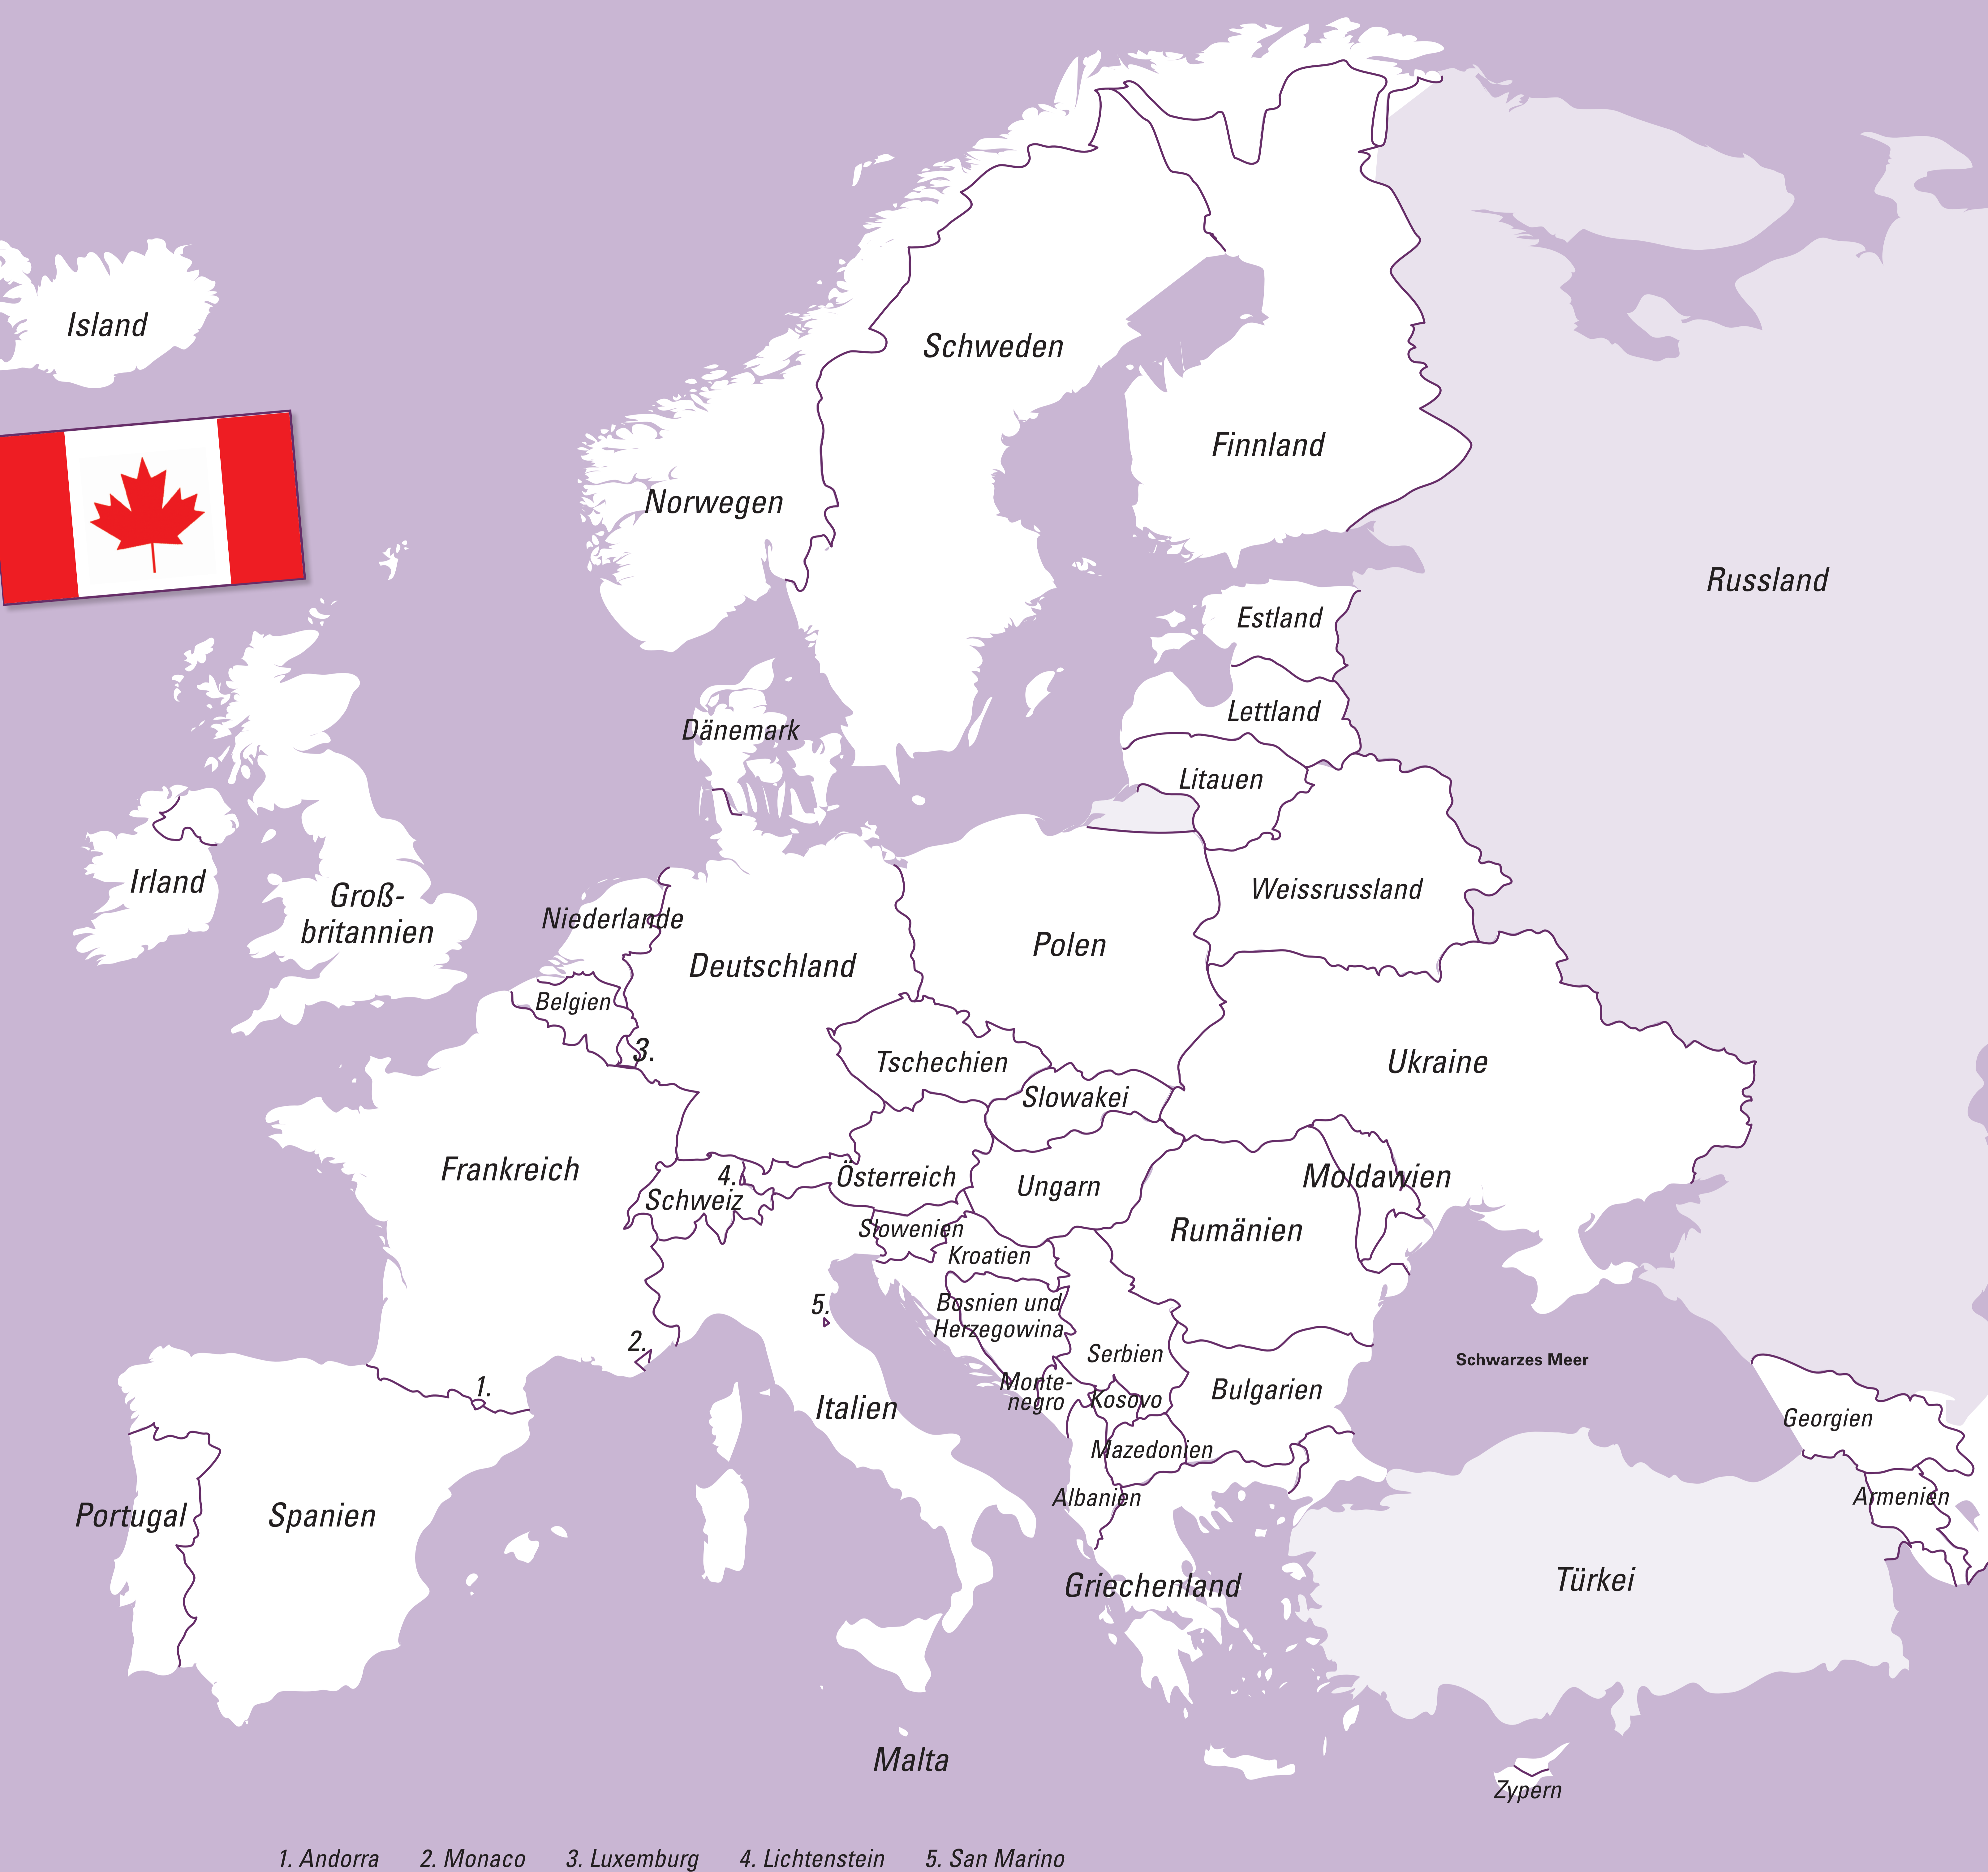 Island
Schweden
Finnland
Norwegen
Russland
Estland
Lettland
Dänemark
Litauen
Irland
Groß-
britannien
Weissrussland
Niederlande
Polen
Deutschland
Belgien
3.
Tschechien
Ukraine
Slowakei
Frankreich
4.
Österreich
Moldawien
Schweiz
Ungarn
Slowenien
Rumänien
Kroatien
5.
Bosnien und
Herzegowina
2.
Serbien
Schwarzes Meer
1.
Monte-
negro
Kosovo
Bulgarien
Italien
Georgien
Mazedonien
Albanien
Armenien
Portugal
Spanien
Griechenland
Türkei
Malta
Zypern
1. Andorra 2. Monaco 3. Luxemburg 4. Lichtenstein 5. San Marino